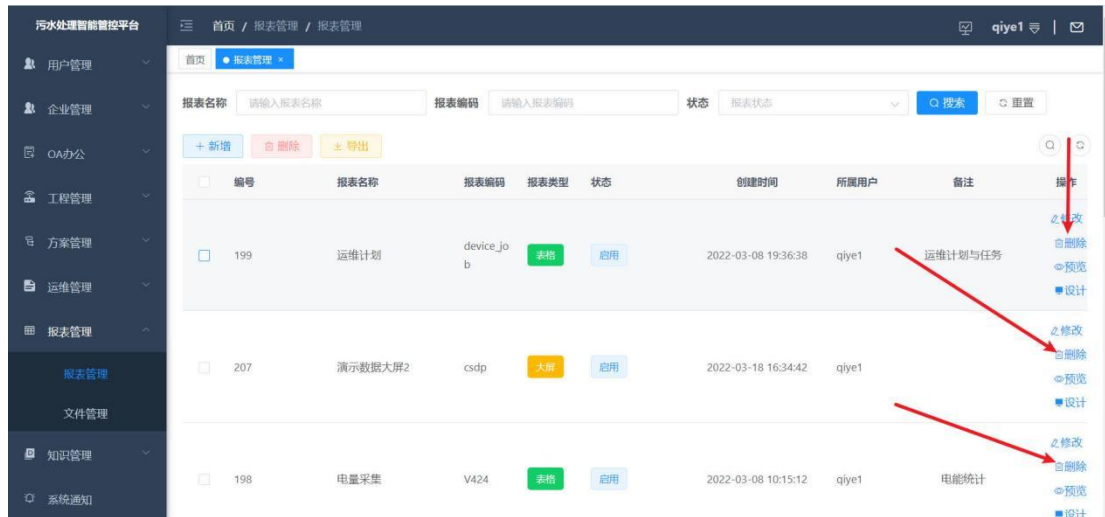 污水处理智能管控平台
首页 / 报表管理 / 报表管理
qiye1
用户管理
首页
报表管理 ×
企业管理
报表名称 请输入报表名称 报表编码 请输入报表编码 状态 报表状态 搜索 重置
OA办公
+ 新增 删除 导出
工程管理
编号 报表名称 报表编码 报表类型 状态 创建时间 所属用户 备注 操作
方案管理
199 运维计划 device_jo
b 表格 启用 2022-03-08 19:36:38 qiye1 运维计划与任务
修改
删除
预览
设计
运维管理
报表管理
报表管理
文件管理
207 演示数据大屏2 csdp 大屏 启用 2022-03-18 16:34:42 qiye1
修改
删除
预览
设计
知识管理
系统通知
198 电量采集 V424 表格 启用 2022-03-08 10:15:12 qiye1 电能统计
修改
删除
预览
设计